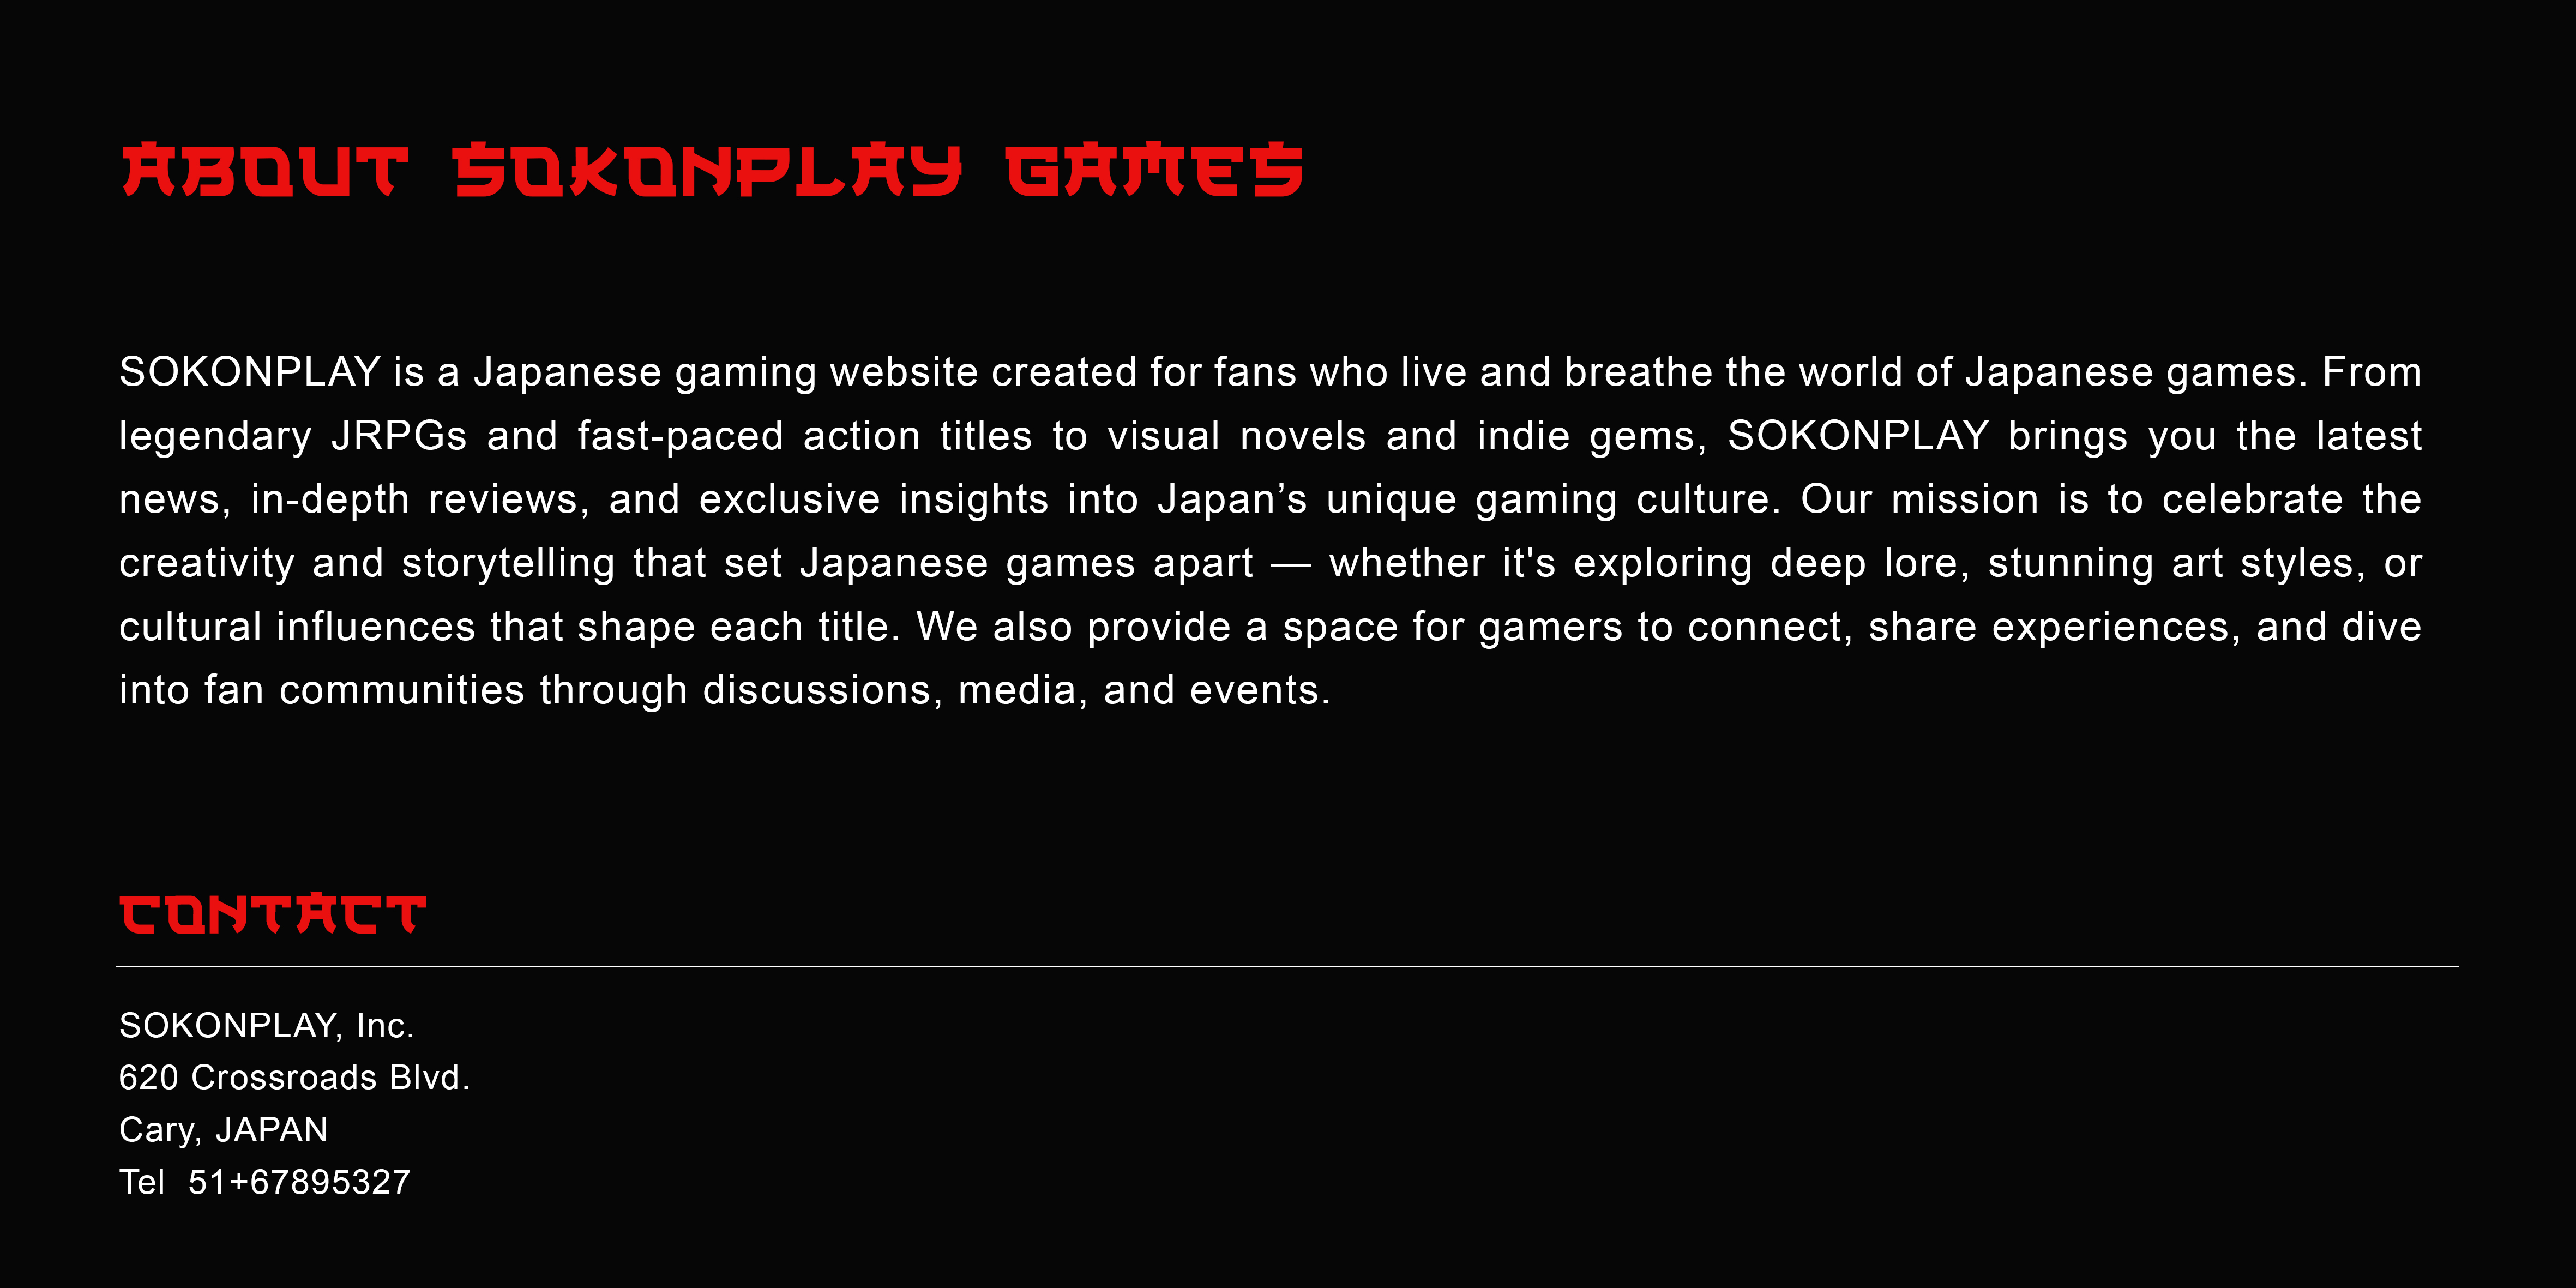 ABOUT SOKONPLAY GAMES
SOKONPLAY is a Japanese gaming website created for fans who live and breathe the world of Japanese games. From
legendary JRPGs and fast-paced action titles to visual novels and indie gems, SOKONPLAY brings you the latest
news, in-depth reviews, and exclusive insights into Japan’s unique gaming culture. Our mission is to celebrate the
creativity and storytelling that set Japanese games apart — whether it's exploring deep lore, stunning art styles, or
cultural influences that shape each title. We also provide a space for gamers to connect, share experiences, and dive
into fan communities through discussions, media, and events.
CONTACT
SOKONPLAY, Inc.
620 Crossroads Blvd.
Cary, JAPAN
Tel  51+67895327